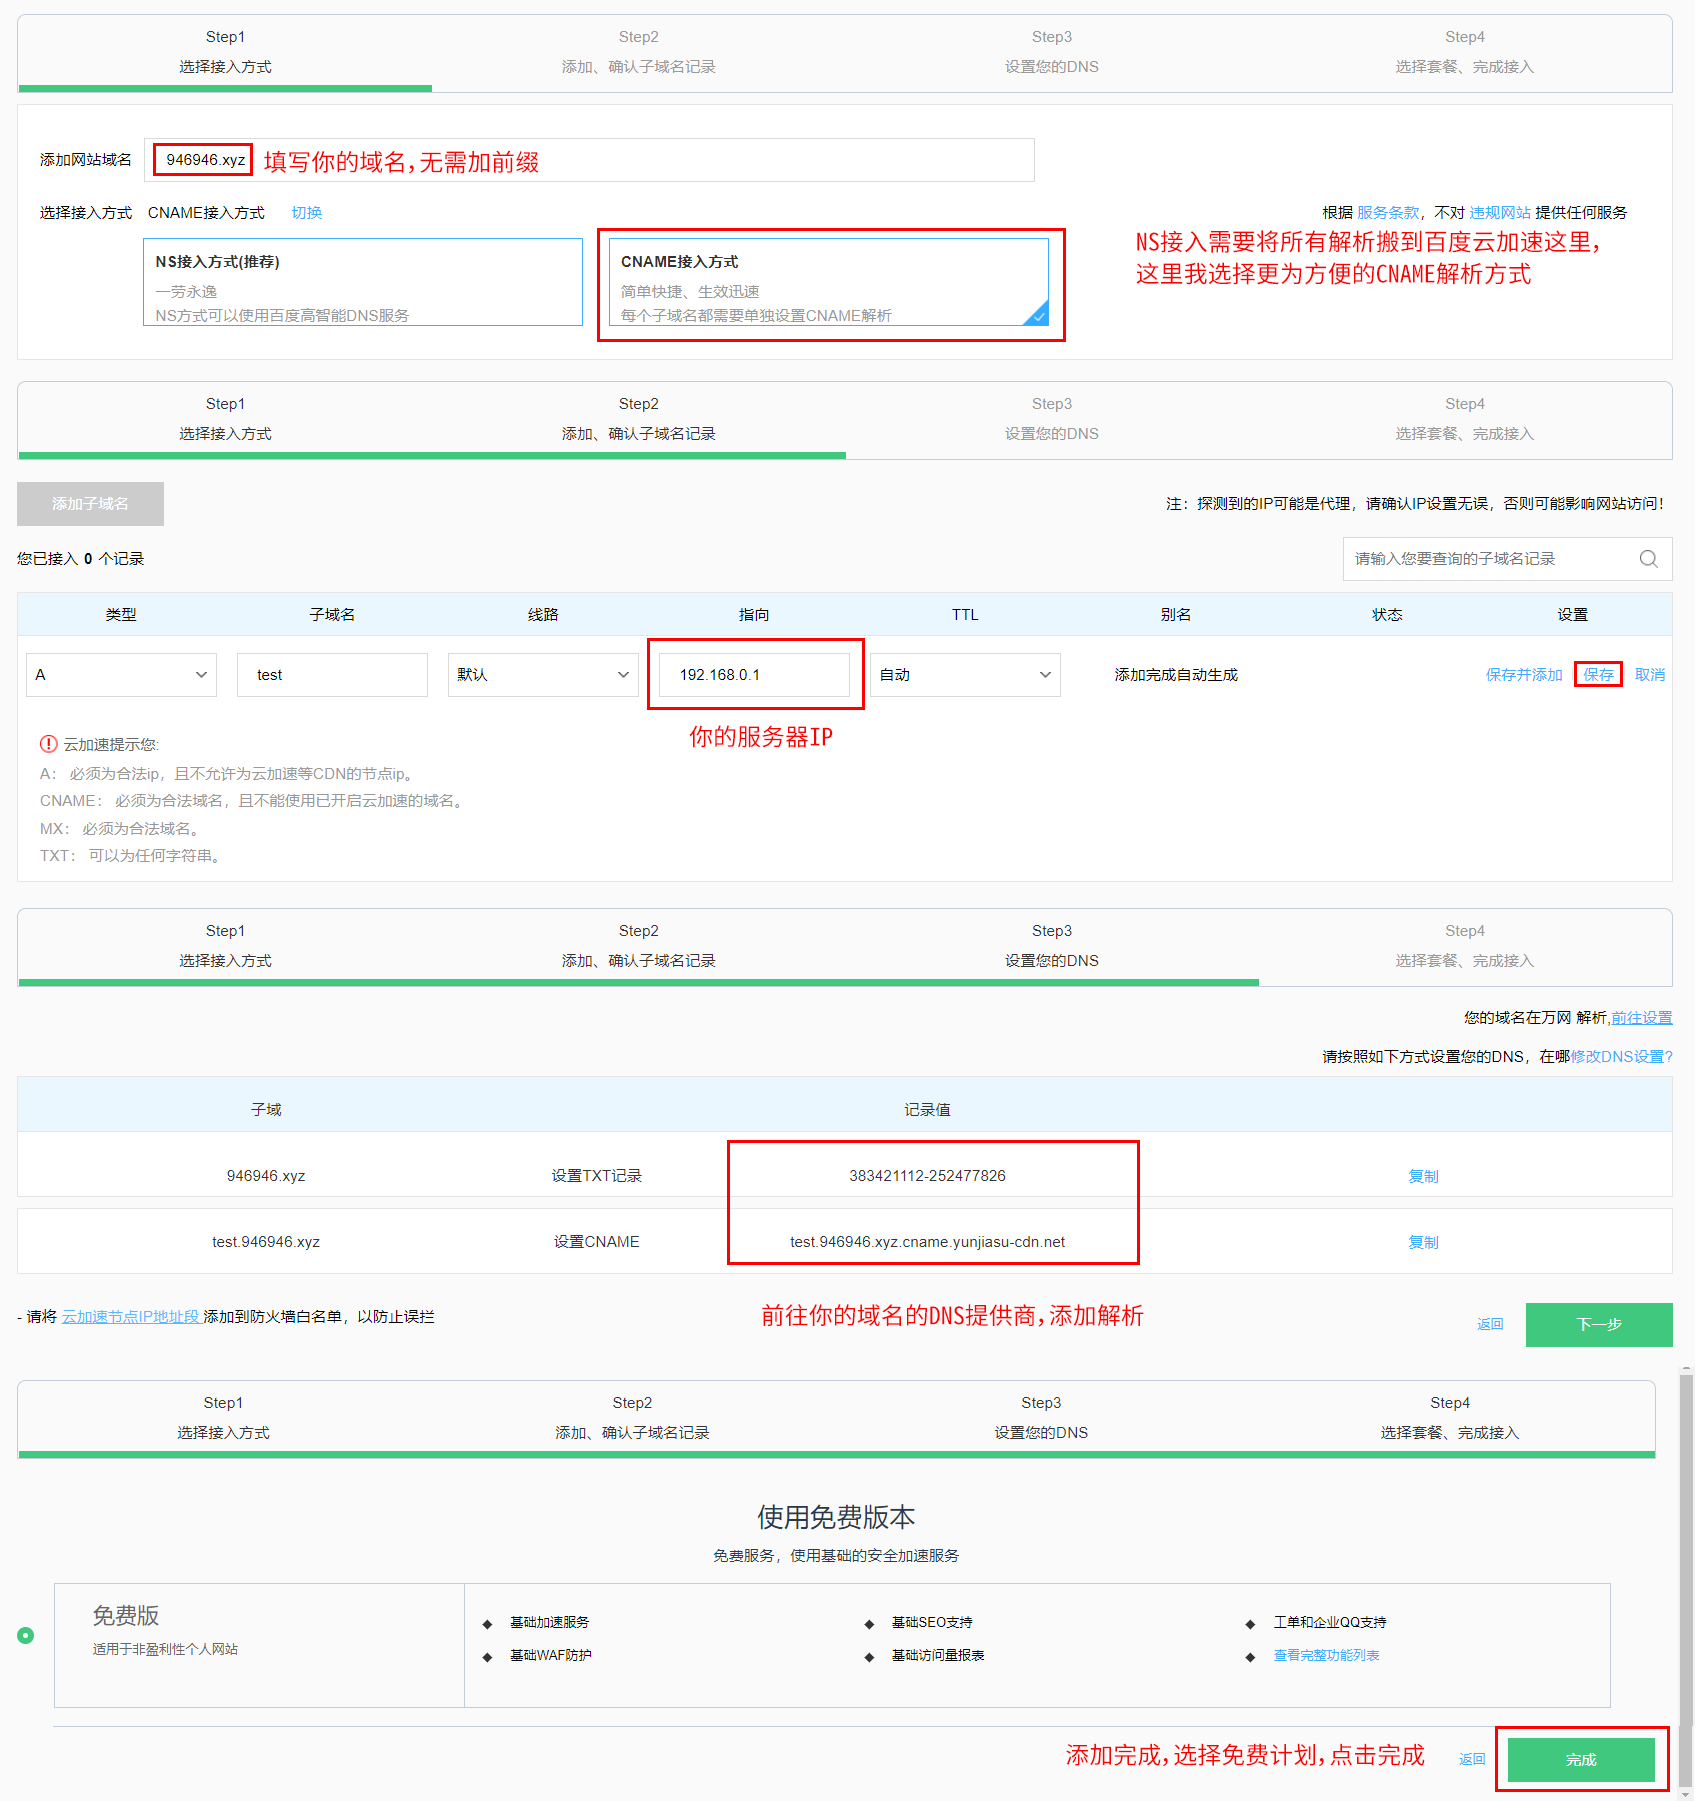 Step1 Step2 Step3 Step4
选择接入方式 添加、确认子域名记录 设置您的DNS 选择套餐、完成接入
添加网站域名 946946.xyz 填写你的域名,无需加前缀
选择接入方式 CNAME接入方式 切换 根据 服务条款，不对 违规网站 提供任何服务
NS接入需要将所有解析搬到百度云加速这里,
这里我选择更为方便的CNAME解析方式
NS接入方式(推荐)
一劳永逸
NS方式可以使用百度高智能DNS服务
CNAME接入方式
简单快捷、生效迅速
每个子域名都需要单独设置CNAME解析
Step1 Step2 Step3 Step4
选择接入方式 添加、确认子域名记录 设置您的DNS 选择套餐、完成接入
添加子域名 注：探测到的IP可能是代理，请确认IP设置无误，否则可能影响网站访问！
您已接入 0 个记录 请输入您要查询的子域名记录
类型 子域名 线路 指向 TTL 别名 状态 设置
A test 默认 192.168.0.1 自动 添加完成自动生成 保存并添加 保存 取消
你的服务器IP
云加速提示您:
A： 必须为合法ip，且不允许为云加速等CDN的节点ip。
CNAME： 必须为合法域名，且不能使用已开启云加速的域名。
MX： 必须为合法域名。
TXT： 可以为任何字符串。
Step1 Step2 Step3 Step4
选择接入方式 添加、确认子域名记录 设置您的DNS 选择套餐、完成接入
您的域名在万网 解析,前往设置
请按照如下方式设置您的DNS，在哪修改DNS设置?
子域 记录值
946946.xyz 设置TXT记录 383421112-252477826 复制
test.946946.xyz 设置CNAME test.946946.xyz.cname.yunjiasu-cdn.net 复制
- 请将 云加速节点IP地址段 添加到防火墙白名单，以防止误拦 前往你的域名的DNS提供商,添加解析 返回 下一步
Step1 Step2 Step3 Step4
选择接入方式 添加、确认子域名记录 设置您的DNS 选择套餐、完成接入
使用免费版本
免费服务，使用基础的安全加速服务
免费版
适用于非盈利性个人网站
◆ 基础加速服务 ◆ 基础SEO支持 ◆ 工单和企业QQ支持
◆ 基础WAF防护 ◆ 基础访问量报表 ◆ 查看完整功能列表
添加完成,选择免费计划,点击完成 返回 完成